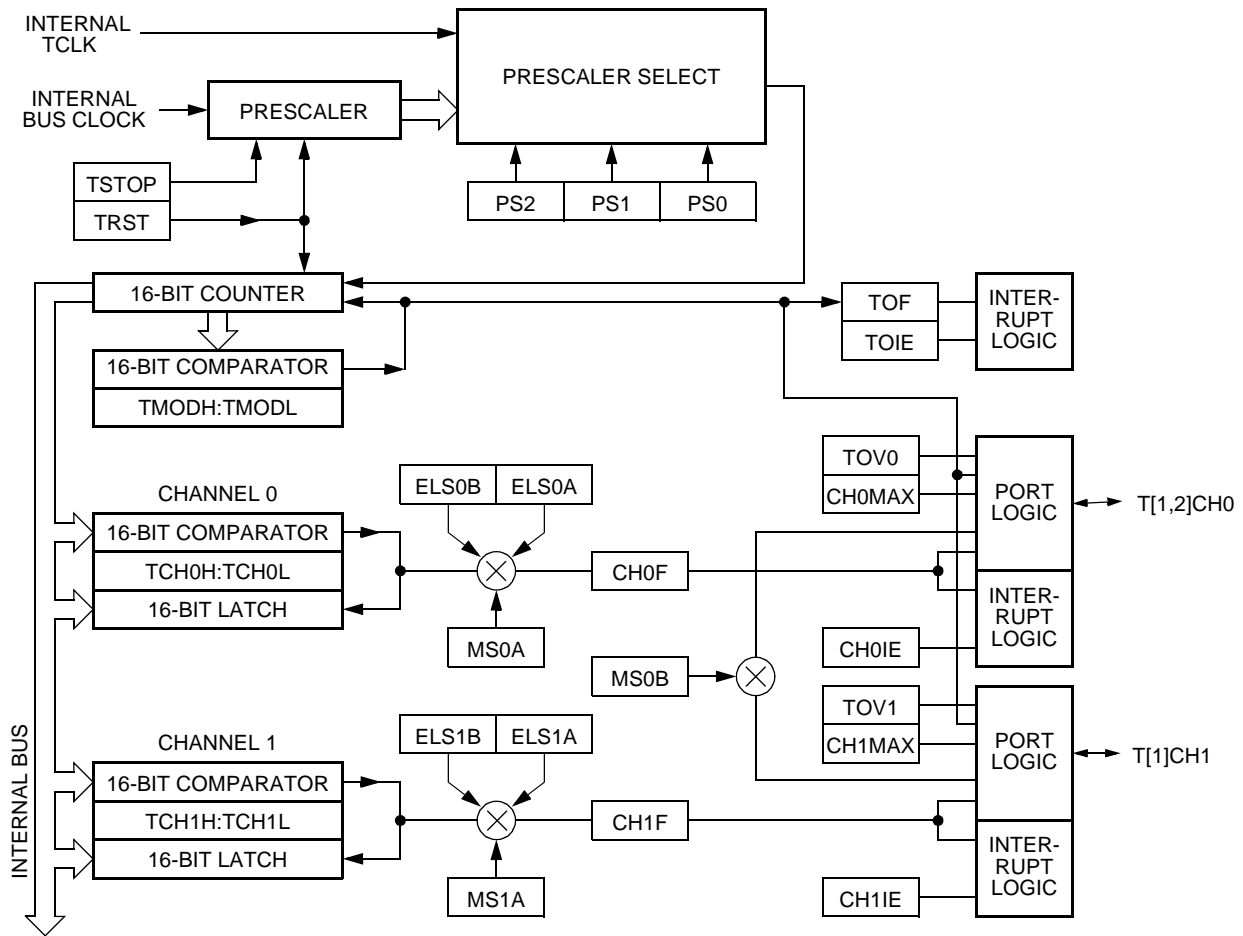 INTERNAL
TCLK
PRESCALER SELECT
INTERNAL
BUS CLOCK
PRESCALER
TSTOP
TRST
PS2 PS1 PS0
16-BIT COUNTER
16-BIT COMPARATOR
TMODH:TMODL
TOF
TOIE
INTER-
RUPT
LOGIC
CHANNEL 0
16-BIT COMPARATOR
TCH0H:TCH0L
16-BIT LATCH
ELS0B ELS0A
MS0A
CH0F
TOV0
CH0MAX
PORT
LOGIC
T[1,2]CH0
INTER-
RUPT
LOGIC
CH0IE
MS0B
INTERNAL BUS
CHANNEL 1
16-BIT COMPARATOR
TCH1H:TCH1L
16-BIT LATCH
ELS1B ELS1A
MS1A
CH1F
TOV1
CH1MAX
PORT
LOGIC
T[1]CH1
INTER-
RUPT
LOGIC
CH1IE